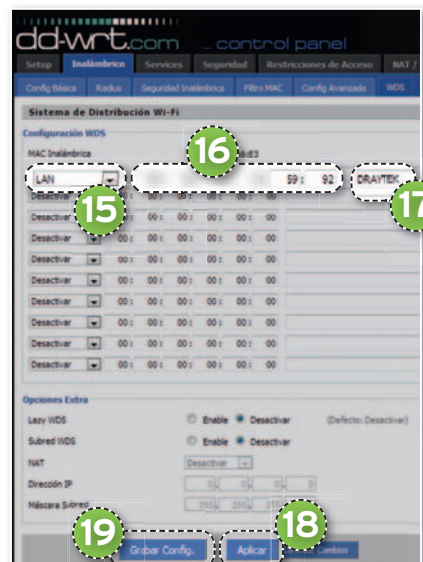 dd-wrt.com ... control panel
Setup Inalámbrico Services Seguridad Restricciones de Acceso NAT /
Config Básica Radius Seguridad Inalámbrica Filtro MAC Config Avanzada WDS
Sistema de Distribución Wi-Fi
Configuración WDS
MAC Inalámbrica
16
LAN 59 : 92 DRAYTEK
15
17
Desactivar 00 : 00 : 00 : 00 : 00 : 00
Desactivar 00 : 00 : 00 : 00 : 00 : 00
Desactivar 00 : 00 : 00 : 00 : 00 : 00
Desactivar 00 : 00 : 00 : 00 : 00 : 00
Desactivar 00 : 00 : 00 : 00 : 00 : 00
Desactivar 00 : 00 : 00 : 00 : 00 : 00
Desactivar 00 : 00 : 00 : 00 : 00 : 00
Desactivar 00 : 00 : 00 : 00 : 00 : 00
Desactivar 00 : 00 : 00 : 00 : 00 : 00
Opciones Extra
Lazy WDS Enable Desactivar (Defecto: Desactivar)
Subred WDS Enable Desactivar
NAT Desactivar
Dirección IP 0. 0. 0. 0
Máscara Subred 255. 255.
18
19
Grabar Config. Aplicar Cambios